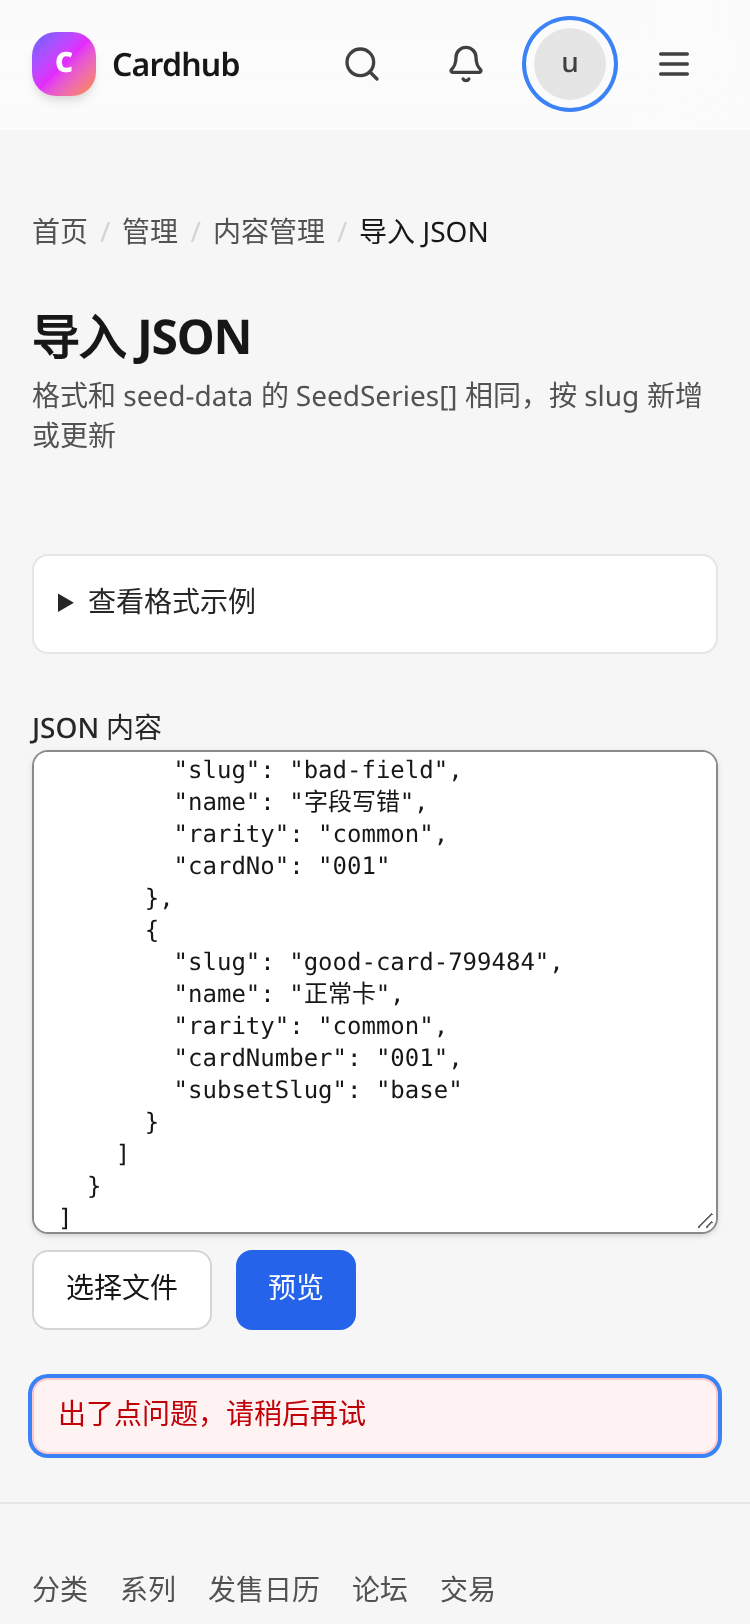 C Cardhub u
首页 / 管理 / 内容管理 / 导入 JSON
导入 JSON
格式和 seed-data 的 SeedSeries[] 相同，按 slug 新增
或更新
▶ 查看格式示例
JSON 内容
"slug": "bad-field",
"name": "字段写错",
"rarity": "common",
"cardNo": "001"
},
{
"slug": "good-card-799484",
"name": "正常卡",
"rarity": "common",
"cardNumber": "001",
"subsetSlug": "base"
}
]
}
]
选择文件 预览
出了点问题，请稍后再试
分类 系列 发售日历 论坛 交易